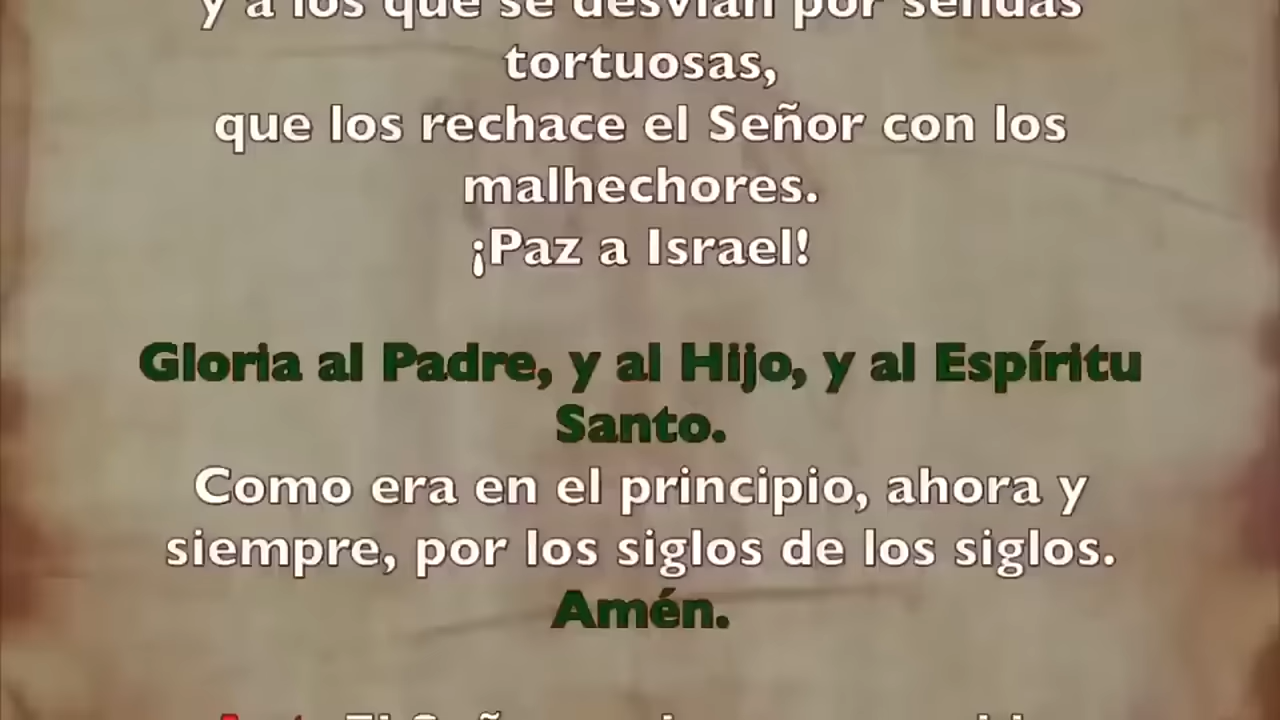 y a los que se desvían por sendas
tortuosas,
que los rechace el Señor con los
malhechores.
¡Paz a Israel!
Gloria al Padre, y al Hijo, y al Espíritu
Santo.
Como era en el principio, ahora y
siempre, por los siglos de los siglos.
Amén.